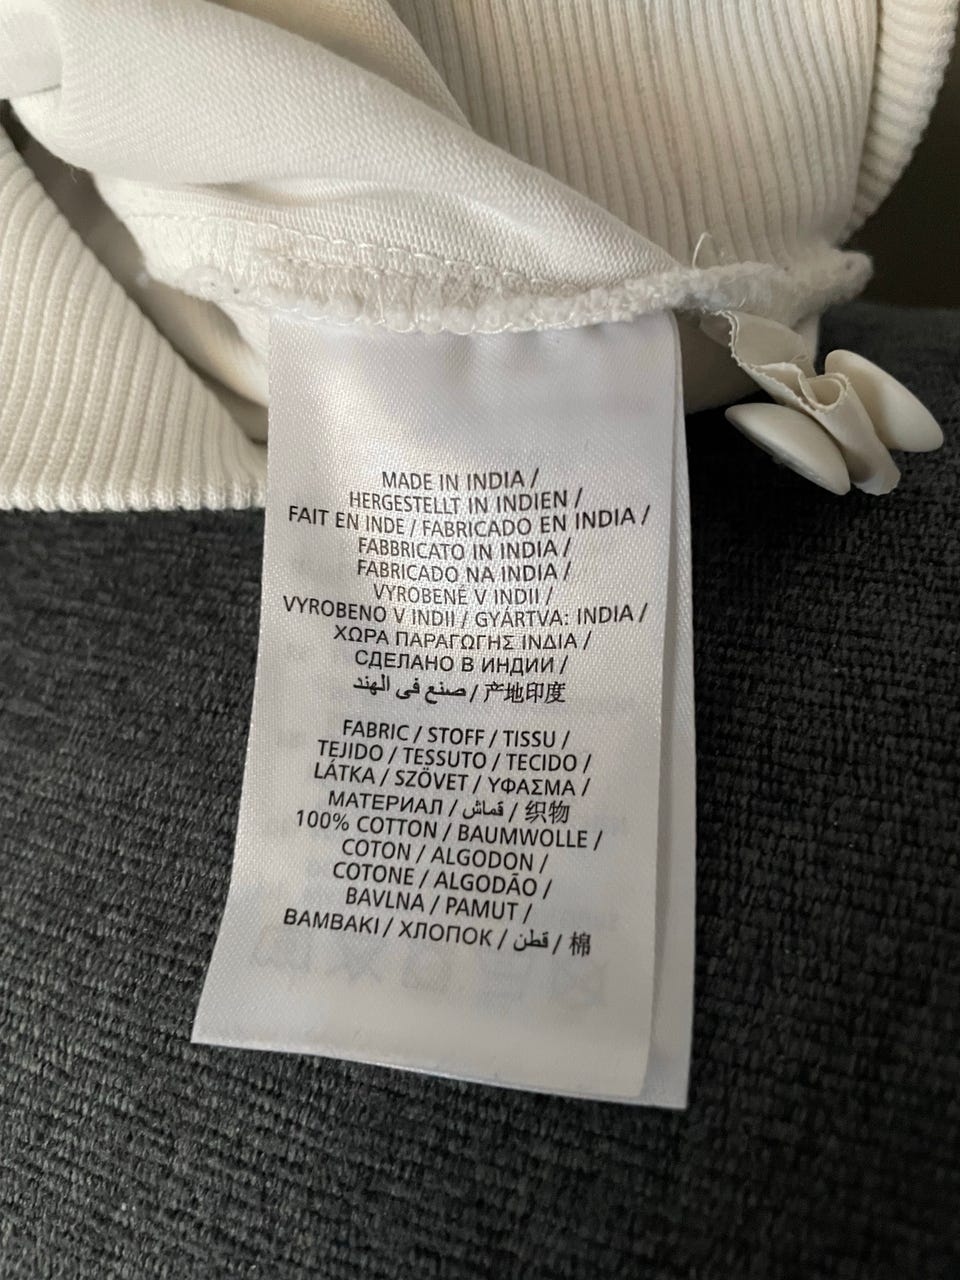 MADE IN INDIA /
HERGESTELLT IN INDIEN /
FAIT EN INDE / FABRICADO EN INDIA /
FABBRICATO IN INDIA /
FABRICADO NA INDIA /
VYROBENÉ V INDII /
VYROBENO V INDII / GYÁRTVA: INDIA /
ΧΩΡΑ ΠΑΡΑΓΩΓΗΣ ΙΝΔΙΑ /
СДЕЛАНО В ИНДИИ /
صنع في الهند / 产地印度
FABRIC / STOFF / TISSU /
TEJIDO / TESSUTO / TECIDO /
LÁTKA / SZÖVET / ΥΦΑΣΜΑ /
МАТЕРИАЛ / قماش / 织物
100% COTTON / BAUMWOLLE /
COTON / ALGODON /
COTONE / ALGODÃO /
BAVLNA / PAMUT /
ΒΑΜΒΑΚΙ / ХЛОПОК / قطن / 棉